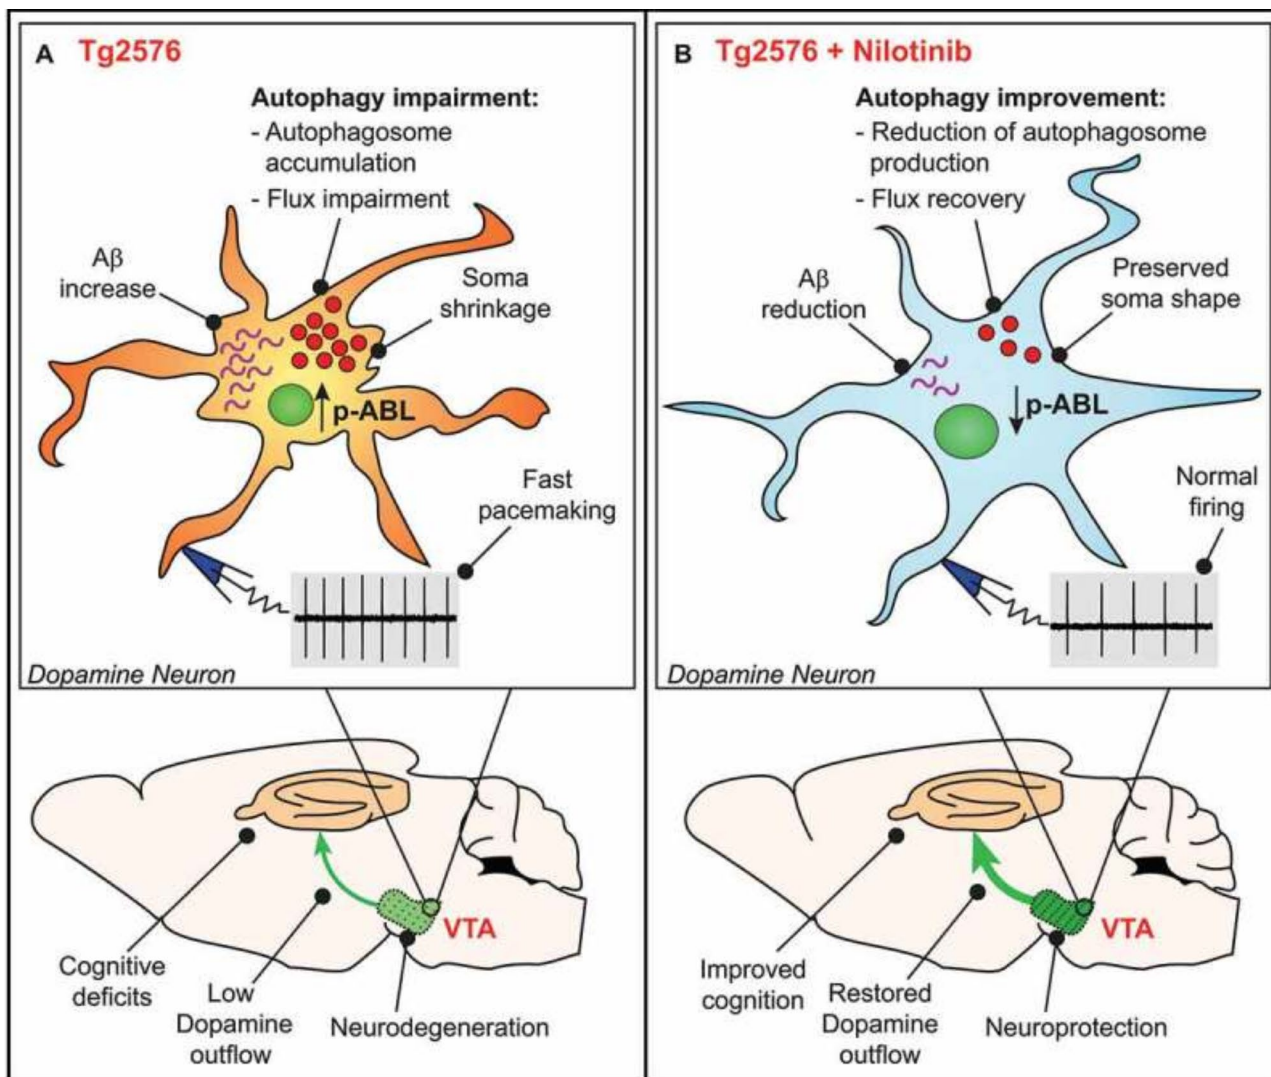 A Tg2576
Autophagy impairment:
- Autophagosome
accumulation
- Flux impairment
Aβ
increase
Soma
shrinkage
p-ABL
Fast
pacemaking
Dopamine Neuron
VTA
Cognitive
deficits
Low
Dopamine
outflow
Neurodegeneration
B Tg2576 + Nilotinib
Autophagy improvement:
- Reduction of autophagosome
production
- Flux recovery
Aβ
reduction
Preserved
soma shape
p-ABL
Normal
firing
Dopamine Neuron
VTA
Improved
cognition
Restored
Dopamine
outflow
Neuroprotection